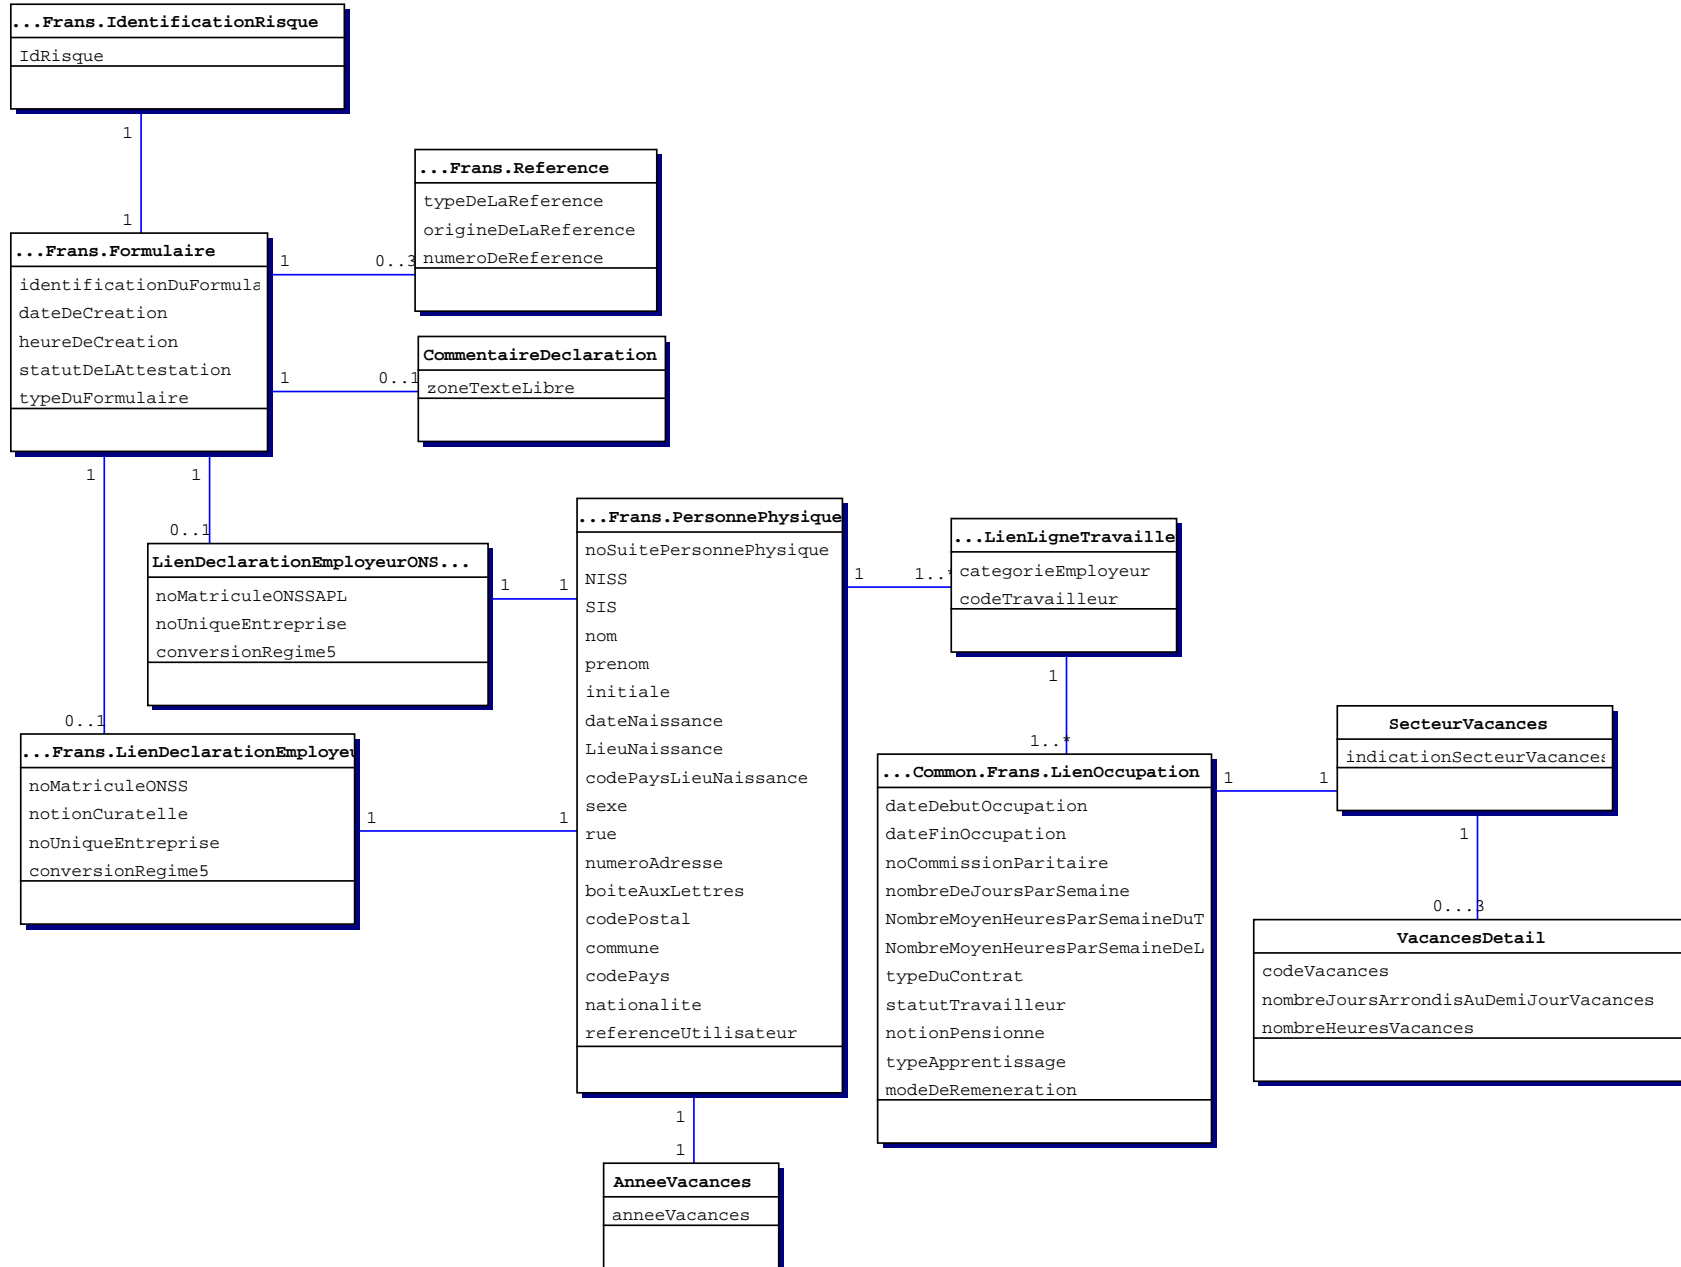 ...Frans.IdentificationRisque
IdRisque
1
1
...Frans.Reference
typeDeLaReference
origineDeLaReference
numeroDeReference
...Frans.Formulaire
identificationDuFormula
dateDeCreation
heureDeCreation
statutDeLAttestation
typeDuFormulaire
1
0..3
CommentaireDeclaration
zoneTexteLibre
1
0..1
1
1
0..1
0..1
LienDeclarationEmployeurONS...
noMatriculeONSSAPL
noUniqueEntreprise
conversionRegime5
1
1
...Frans.LienDeclarationEmployeu
noMatriculeONSS
notionCuratelle
noUniqueEntreprise
conversionRegime5
1
1
...Frans.PersonnePhysique
noSuitePersonnePhysique
NISS
SIS
nom
prenom
initiale
dateNaissance
LieuNaissance
codePaysLieuNaissance
sexe
rue
numeroAdresse
boiteAuxLettres
codePostal
commune
codePays
nationalite
referenceUtilisateur
1
1..*
...LienLigneTravaille
categorieEmployeur
codeTravailleur
1
1..*
...Common.Frans.LienOccupation
dateDebutOccupation
dateFinOccupation
noCommissionParitaire
nombreDeJoursParSemaine
NombreMoyenHeuresParSemaineDuT
NombreMoyenHeuresParSemaineDeL
typeDuContrat
statutTravailleur
notionPensionne
typeApprentissage
modeDeRemeneration
1
1
SecteurVacances
indicationSecteurVacances
1
0...3
VacancesDetail
codeVacances
nombreJoursArrondisAuDemiJourVacances
nombreHeuresVacances
1
1
AnneeVacances
anneeVacances